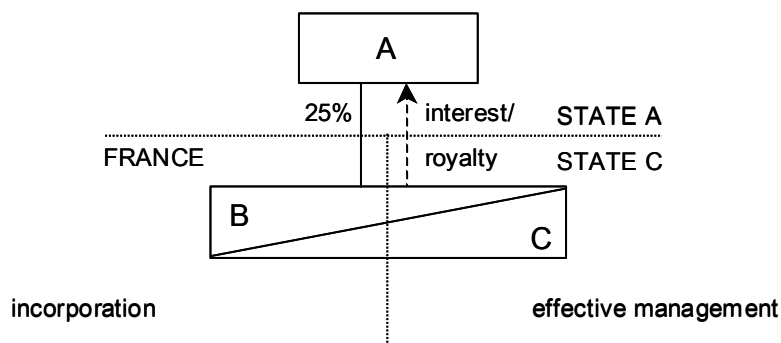 A
25% interest/ STATE A
FRANCE royalty STATE C
B
C
incorporation effective management